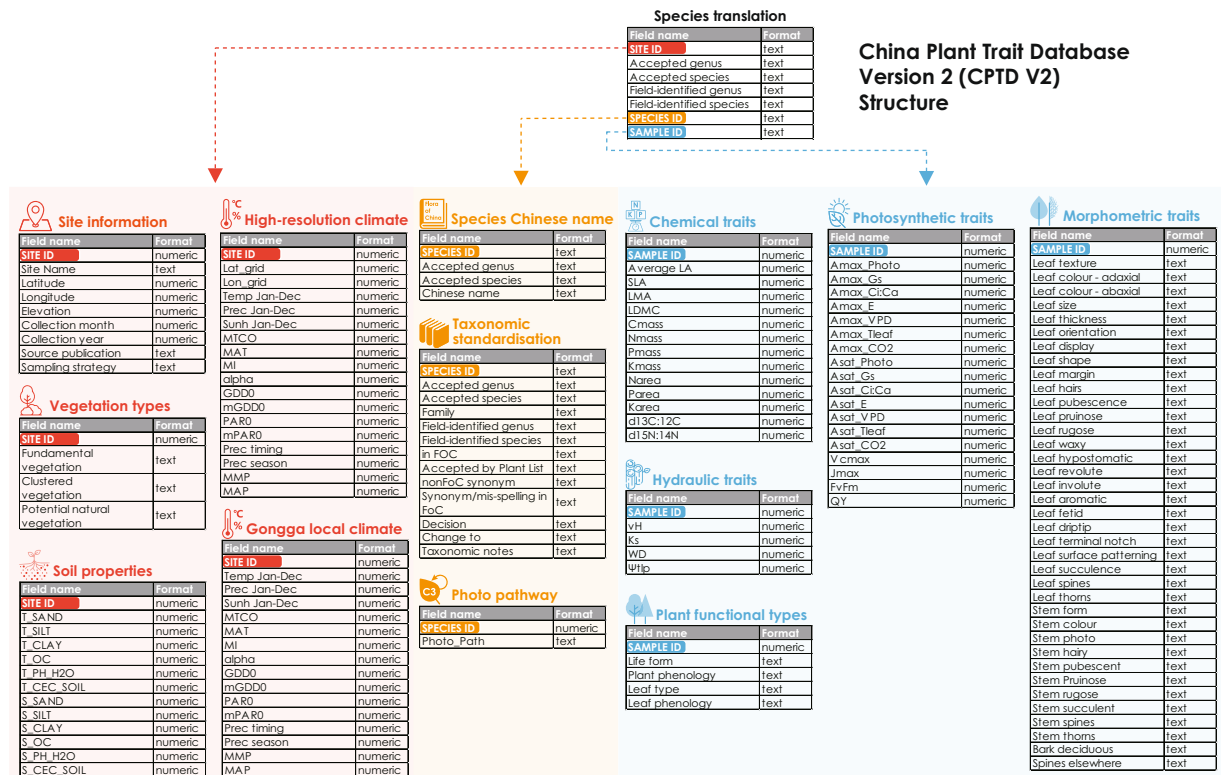 Species translation
Field name Format
SITE ID text
Accepted genus text
Accepted species text
Field-identified genus text
Field-identified species text
SPECIES ID text
SAMPLE ID text
China Plant Trait Database
Version 2 (CPTD V2)
Structure
Site information
Field name Format
SITE ID numeric
Site Name text
Latitude numeric
Longitude numeric
Elevation numeric
Collection month numeric
Collection year numeric
Source publication text
Sampling strategy text
Vegetation types
Field name Format
SITE ID numeric
Fundamental
vegetation text
Clustered
vegetation text
Potential natural
vegetation text
Soil properties
Field name Format
SITE ID numeric
T_SAND numeric
T_SILT numeric
T_CLAY numeric
T_OC numeric
T_PH_H2O numeric
T_CEC_SOIL numeric
S_SAND numeric
S_SILT numeric
S_CLAY numeric
S_OC numeric
S_PH_H2O numeric
S_CEC_SOIL numeric
°C
%
High-resolution climate
Field name Format
SITE ID numeric
Lat_grid numeric
Lon_grid numeric
Temp Jan-Dec numeric
Prec Jan-Dec numeric
Sunh Jan-Dec numeric
MTCO numeric
MAT numeric
MI numeric
alpha numeric
GDD0 numeric
mGDD0 numeric
PAR0 numeric
mPAR0 numeric
Prec timing numeric
Prec season numeric
MMP numeric
MAP numeric
°C
%
Gongga local climate
Field name Format
SITE ID numeric
Temp Jan-Dec numeric
Prec Jan-Dec numeric
Sunh Jan-Dec numeric
MTCO numeric
MAT numeric
MI numeric
alpha numeric
GDD0 numeric
mGDD0 numeric
PAR0 numeric
mPAR0 numeric
Prec timing numeric
Prec season numeric
MMP numeric
MAP numeric
Flora
of
China
Species Chinese name
Field name Format
SPECIES ID text
Accepted genus text
Accepted species text
Chinese name text
Taxonomic
standardisation
Field name Format
SPECIES ID text
Accepted genus text
Accepted species text
Family text
Field-identified genus text
Field-identified species text
in FOC text
Accepted by Plant List text
nonFoC synonym text
Synonym/mis-spelling in
FoC text
Decision text
Change to text
Taxonomic notes text
C3
Photo pathway
Field name Format
SPECIES ID numeric
Photo_Path text
N
K P
Chemical traits
Field name Format
SAMPLE ID numeric
Average LA numeric
SLA numeric
LMA numeric
LDMC numeric
Cmass numeric
Nmass numeric
Pmass numeric
Kmass numeric
Narea numeric
Parea numeric
Karea numeric
d13C:12C numeric
d15N:14N numeric
Hydraulic traits
Field name Format
SAMPLE ID numeric
vH numeric
Ks numeric
WD numeric
Ψtlp numeric
Plant functional types
Field name Format
SAMPLE ID numeric
Life form text
Plant phenology text
Leaf type text
Leaf phenology text
Photosynthetic traits
Field name Format
SAMPLE ID numeric
Amax_Photo numeric
Amax_Gs numeric
Amax_Ci:Ca numeric
Amax_E numeric
Amax_VPD numeric
Amax_Tleaf numeric
Amax_CO2 numeric
Asat_Photo numeric
Asat_Gs numeric
Asat_Ci:Ca numeric
Asat_E numeric
Asat_VPD numeric
Asat_Tleaf numeric
Asat_CO2 numeric
Vcmax numeric
Jmax numeric
FvFm numeric
QY numeric
Morphometric traits
Field name Format
SAMPLE ID numeric
Leaf texture text
Leaf colour - adaxial text
Leaf colour - abaxial text
Leaf size text
Leaf thickness text
Leaf orientation text
Leaf display text
Leaf shape text
Leaf margin text
Leaf hairs text
Leaf pubescence text
Leaf pruinose text
Leaf rugose text
Leaf waxy text
Leaf hypostomatic text
Leaf revolute text
Leaf involute text
Leaf aromatic text
Leaf fetid text
Leaf driptip text
Leaf terminal notch text
Leaf surface patterning text
Leaf succulence text
Leaf spines text
Leaf thorns text
Stem form text
Stem colour text
Stem photo text
Stem hairy text
Stem pubescent text
Stem Pruinose text
Stem rugose text
Stem succulent text
Stem spines text
Stem thorns text
Bark deciduous text
Spines elsewhere text